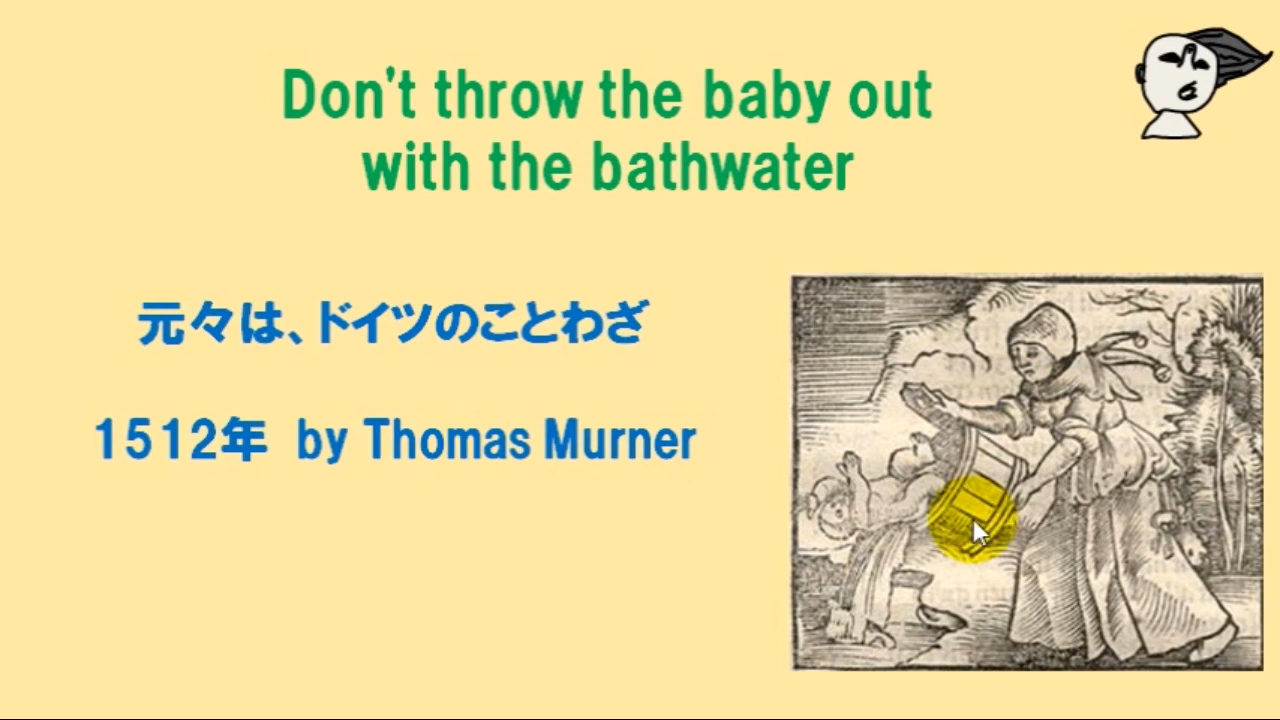 Don't throw the baby out
with the bathwater
元々は、ドイツのことわざ
1512年 by Thomas Murner